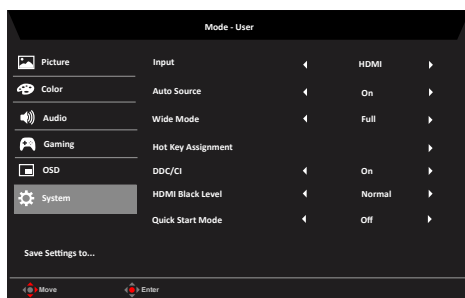 Mode - User
Picture
Color
Audio
Gaming
OSD
System
Input HDMI
Auto Source On
Wide Mode Full
Hot Key Assignment
DDC/CI On
HDMI Black Level Normal
Quick Start Mode Off
Save Settings to...
Move Enter